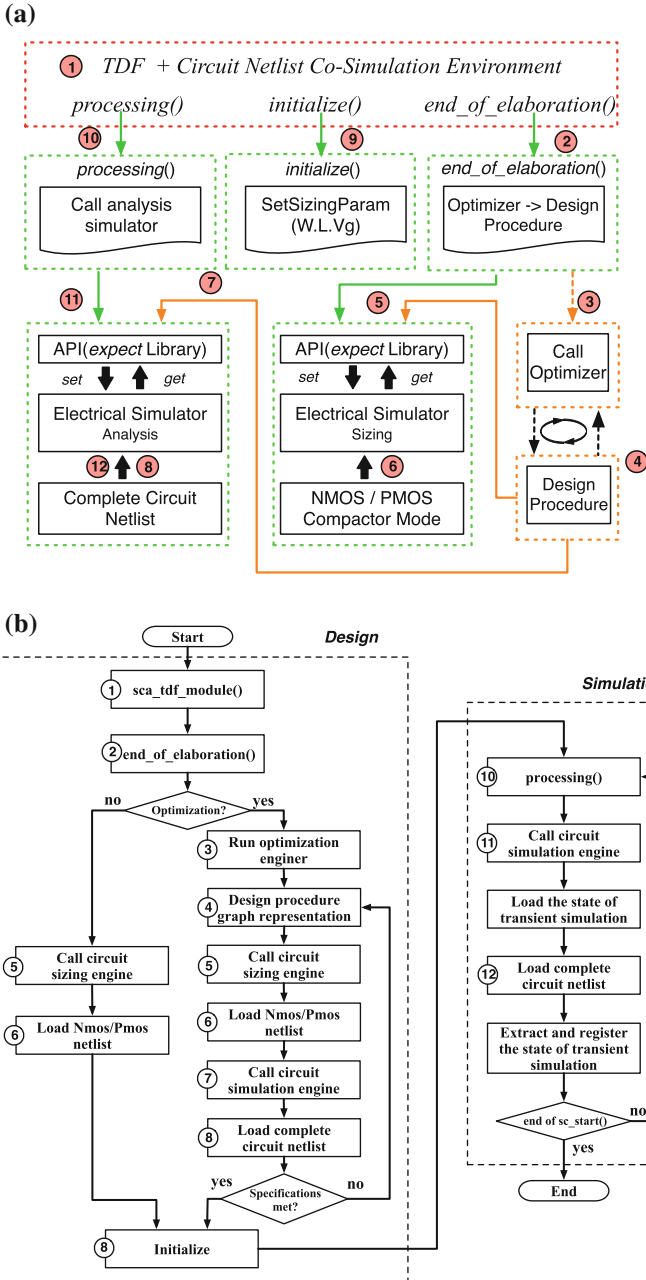 (a)
1 TDF + Circuit Netlist Co-Simulation Environment
processing() initialize() end_of_elaboration()
10 9 2
processing() initialize() end_of_elaboration()
Call analysis
simulator
SetSizingParam
(W.L.Vg)
Optimizer -> Design
Procedure
11 7 5 3
API(expect Library)
set get
Electrical Simulator
Analysis
12 8
Complete Circuit
Netlist
API(expect Library)
set get
Electrical Simulator
Sizing
6
NMOS / PMOS
Compactor Mode
Call
Optimizer
4
Design
Procedure
(b)
Start
Design
1 sca_tdf_module()
2 end_of_elaboration()
Optimization?
no yes
3 Run optimization
enginer
4 Design procedure
graph representation
5 Call circuit
sizing engine
6 Load Nmos/Pmos
netlist
5 Call circuit
sizing engine
6 Load Nmos/Pmos
netlist
7 Call circuit
simulation engine
8 Load complete
circuit netlist
Specifications
met?
yes no
8 Initialize
Simulatio
10 processing()
11 Call circuit
simulation engine
Load the state of
transient simulation
12 Load complete
circuit netlist
Extract and register
the state of transient
simulation
end of sc_start()
no
yes
End